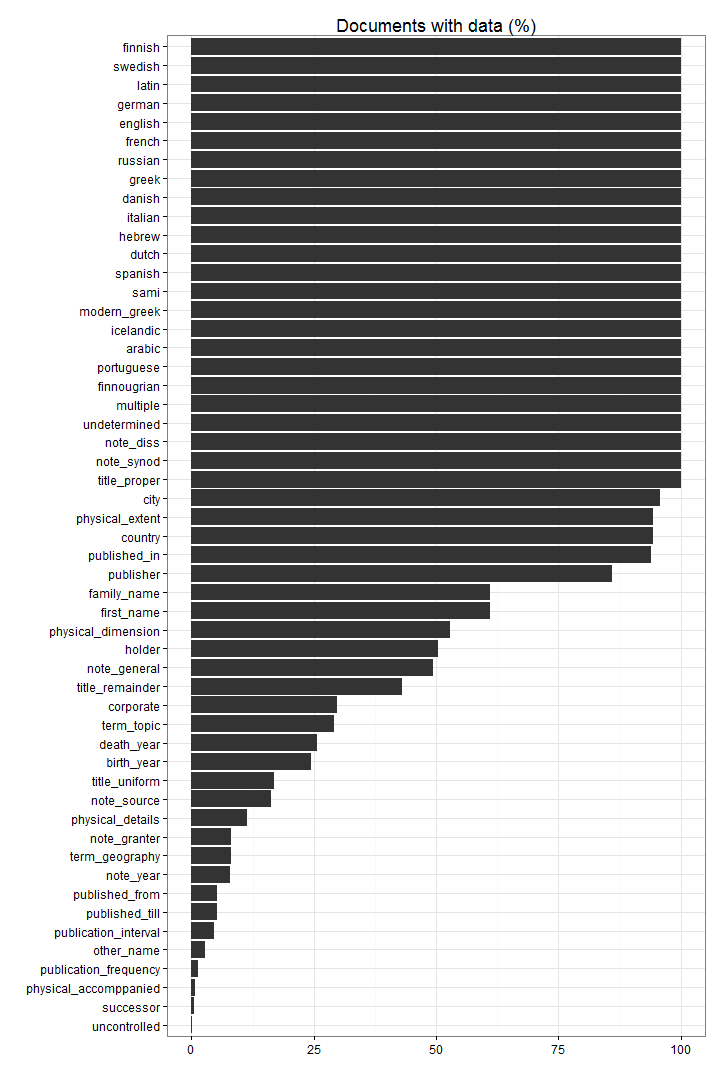 Documents with data (%)
finnish
swedish
latin
german
english
french
russian
greek
danish
italian
hebrew
dutch
spanish
sami
modern_greek
icelandic
arabic
portuguese
finnougrian
multiple
undetermined
note_diss
note_synod
title_proper
city
physical_extent
country
published_in
publisher
family_name
first_name
physical_dimension
holder
note_general
title_remainder
corporate
term_topic
death_year
birth_year
title_uniform
note_source
physical_details
note_granter
term_geography
note_year
published_from
published_till
publication_interval
other_name
publication_frequency
physical_accomppanied
successor
uncontrolled
0 25 50 75 100